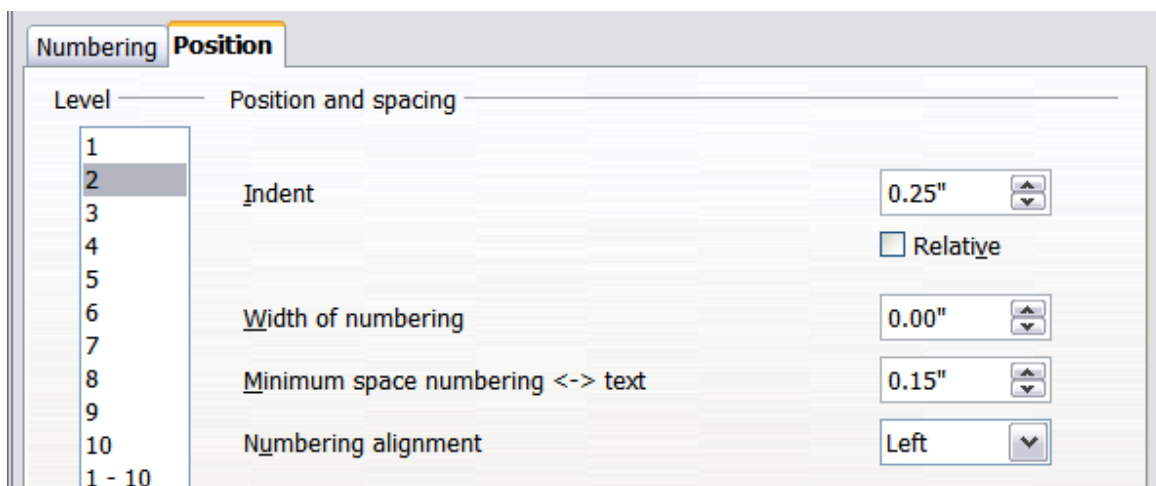 Numbering Position
Level Position and spacing
1
2
3
4
5
6
7
8
9
10
1 - 10
Indent 0.25"
Relative
Width of numbering 0.00"
Minimum space numbering <-> text 0.15"
Numbering alignment Left